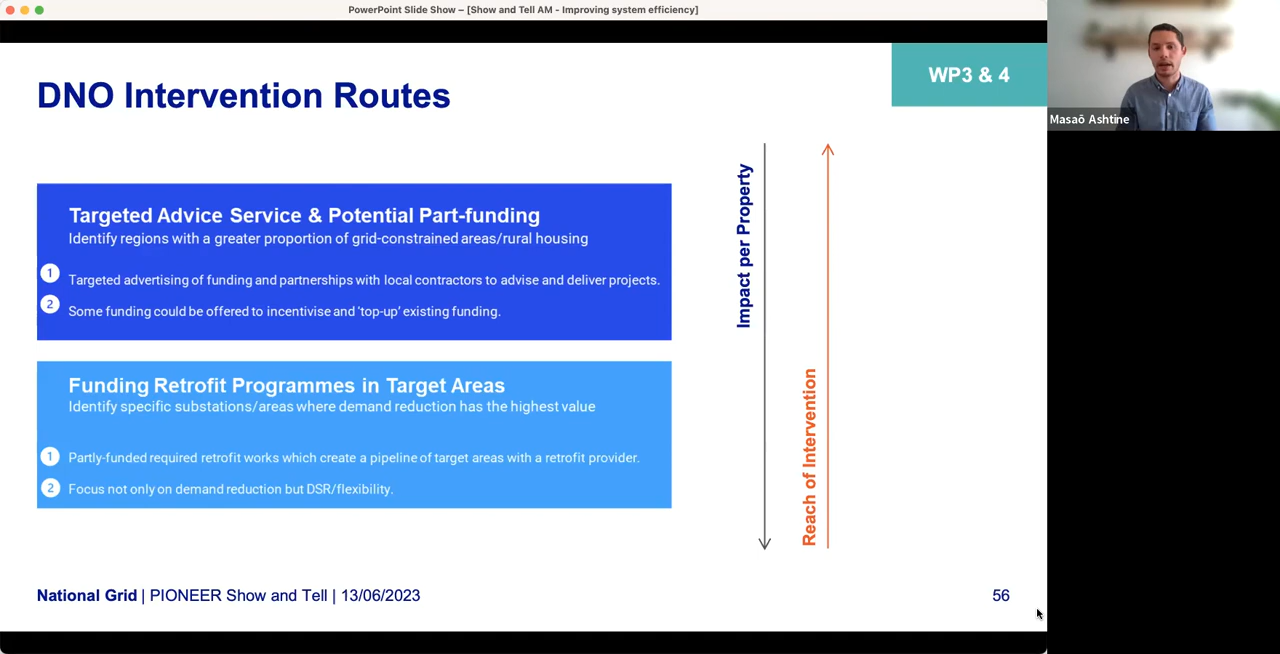 PowerPoint Slide Show – [Show and Tell AM - Improving system efficiency]
DNO Intervention Routes
WP3 & 4
Masaō Ashtine
Targeted Advice Service & Potential Part-funding
Identify regions with a greater proportion of grid-constrained areas/rural housing
1 Targeted advertising of funding and partnerships with local contractors to advise and deliver projects.
2 Some funding could be offered to incentivise and ‘top-up’ existing funding.
Funding Retrofit Programmes in Target Areas
Identify specific substations/areas where demand reduction has the highest value
1 Partly-funded required retrofit works which create a pipeline of target areas with a retrofit provider.
2 Focus not only on demand reduction but DSR/flexibility.
Impact per Property
Reach of Intervention
National Grid | PIONEER Show and Tell | 13/06/2023
56